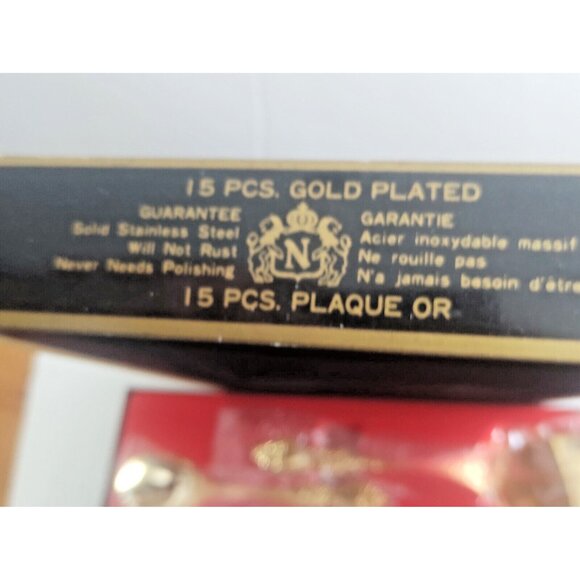 15 PCS. GOLD PLATED
GUARANTEE
Solid Stainless Steel
Will Not Rust
Never Needs Polishing
N
GARANTIE
Acier inoxydable massif
Ne rouille pas
N'a jamais besoin d'être
15 PCS. PLAQUE OR